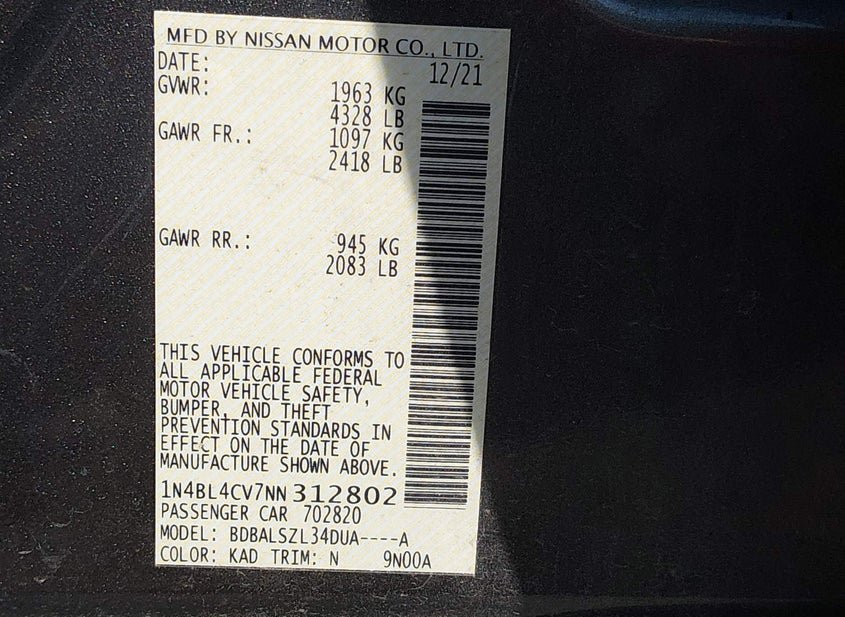 MFD BY NISSAN MOTOR CO., LTD.
DATE: 12/21
GVWR: 1963 KG
4328 LB
GAWR FR.: 1097 KG
2418 LB
GAWR RR.: 945 KG
2083 LB
THIS VEHICLE CONFORMS TO
ALL APPLICABLE FEDERAL
MOTOR VEHICLE SAFETY,
BUMPER, AND THEFT
PREVENTION STANDARDS IN
EFFECT ON THE DATE OF
MANUFACTURE SHOWN ABOVE.
1N4BL4CV7NN312802
PASSENGER CAR 702820
MODEL: BDBALSZL34DUA----A
COLOR: KAD TRIM: N 9N00A